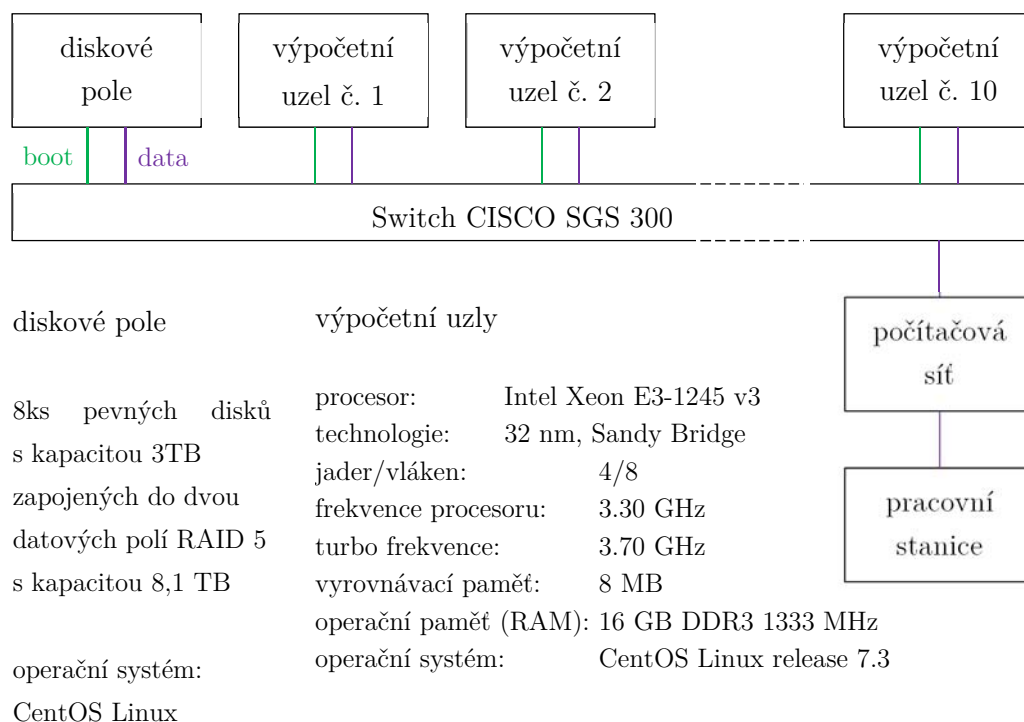 diskové
pole
výpočetní
uzel č. 1
výpočetní
uzel č. 2
výpočetní
uzel č. 10
boot
data
Switch CISCO SGS 300
počítačová
síť
pracovní
stanice
diskové pole
8ks pevných disků
s kapacitou 3TB
zapojených do dvou
datových polí RAID 5
s kapacitou 8,1 TB
operační systém:
CentOS Linux
výpočetní uzly
procesor: Intel Xeon E3-1245 v3
technologie: 32 nm, Sandy Bridge
jader/vláken: 4/8
frekvence procesoru: 3.30 GHz
turbo frekvence: 3.70 GHz
vyrovnávací paměť: 8 MB
operační paměť (RAM): 16 GB DDR3 1333 MHz
operační systém: CentOS Linux release 7.3